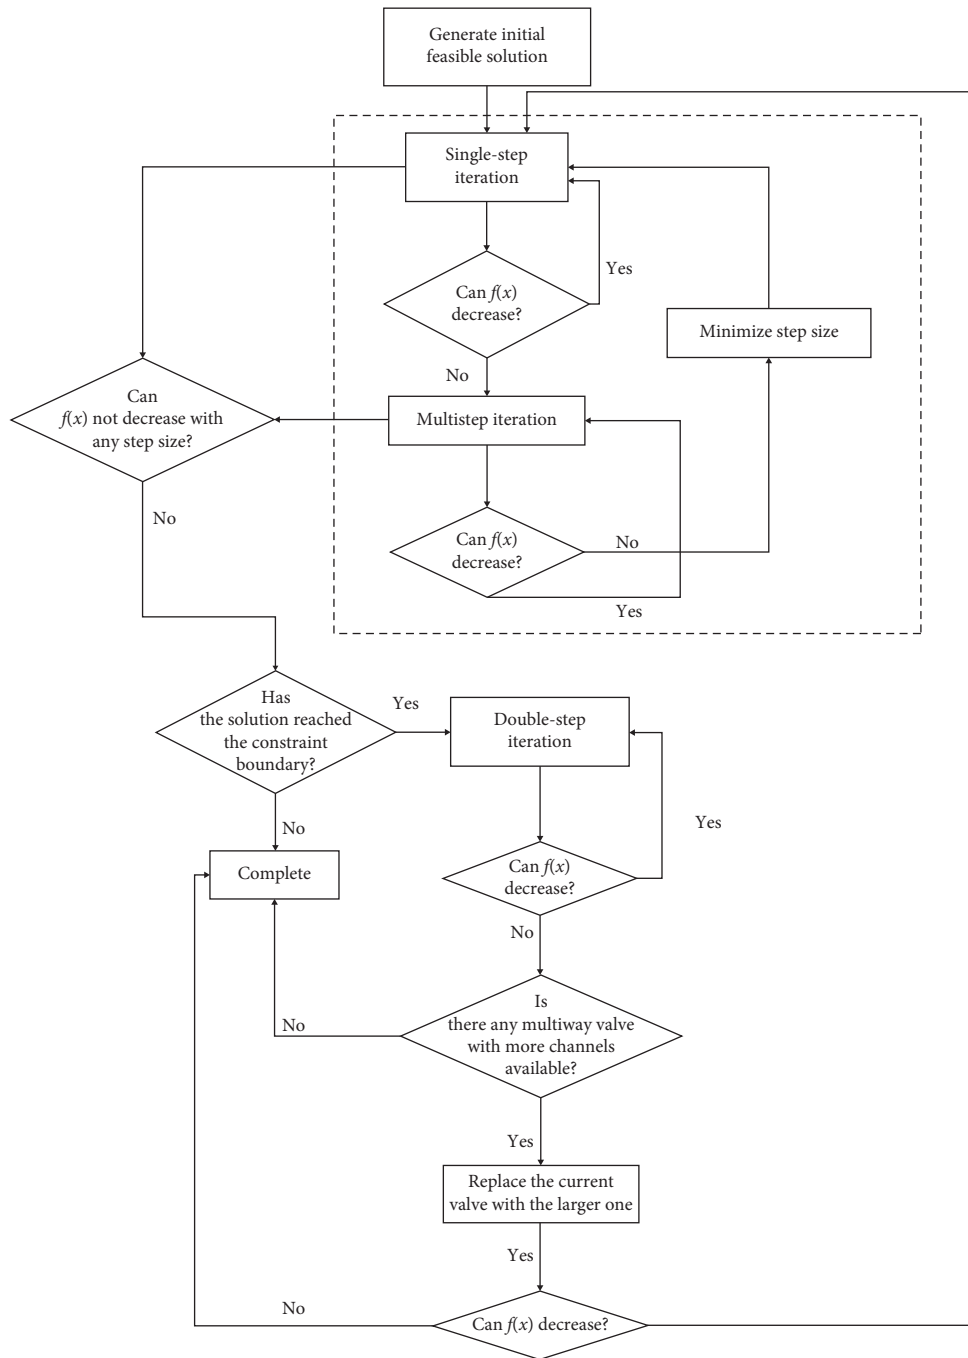 Generate initial
feasible solution
Single-step
iteration
Yes
Can f(x)
decrease?
Minimize step size
No
Can
f(x) not decrease with
any step size?
Multistep iteration
No
Can f(x)
decrease?
No
Yes
Has
the solution reached
the constraint
boundary?
Yes
Double-step
iteration
No
Yes
Complete
Can f(x)
decrease?
No
Is
there any multiway valve
with more channels
available?
No
Yes
Replace the current
valve with the larger one
Yes
No
Can f(x) decrease?